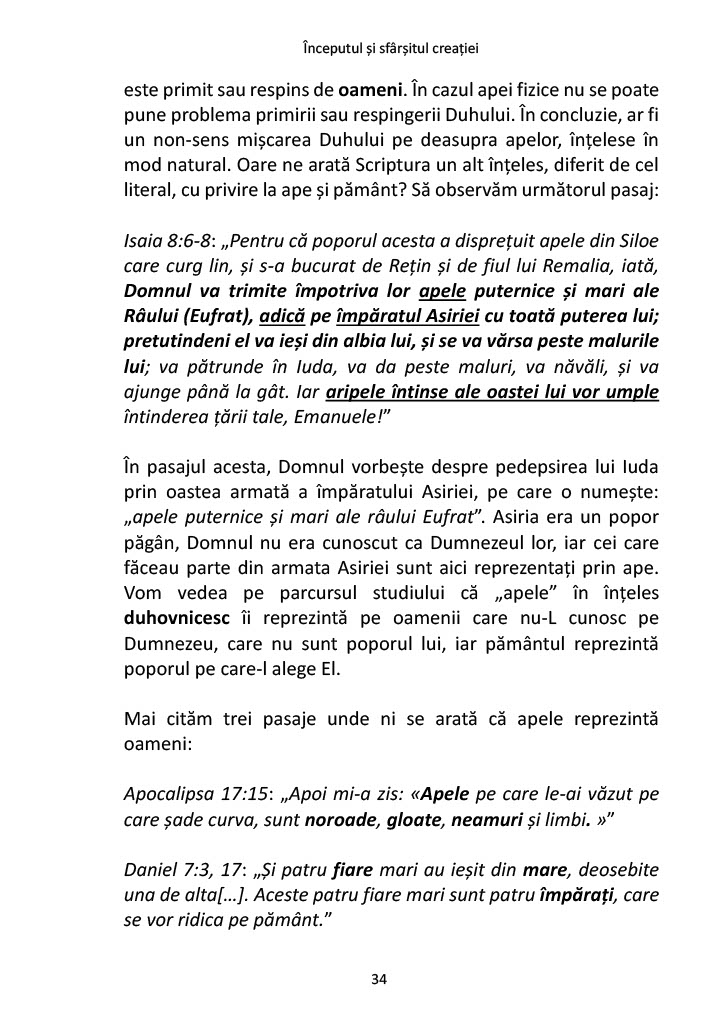 Începutul și sfârșitul creației
este primit sau respins de oameni. În cazul apei fizice nu se poate
pune problema primirii sau respingerii Duhului. În concluzie, ar fi
un non-sens mișcarea Duhului pe deasupra apelor, înțelese în
mod natural. Oare ne arată Scriptura un alt înțeles, diferit de cel
literal, cu privire la ape și pământ? Să observăm următorul pasaj:
Isaia 8:6-8: „Pentru că poporul acesta a disprețuit apele din Siloe
care curg lin, și s-a bucurat de Rețin și de fiul lui Remalia, iată,
Domnul va trimite împotriva lor apele puternice și mari ale
Râului (Eufrat), adică pe împăratul Asiriei cu toată puterea lui;
pretutindeni el va ieși din albia lui, și se va vărsa peste malurile
lui; va pătrunde în Iuda, va da peste maluri, va năvăli, și va
ajunge până la gât. Iar aripele întinse ale oastei lui vor umple
întinderea țării tale, Emanuele!”
În pasajul acesta, Domnul vorbește despre pedepsirea lui Iuda
prin oastea armată a împăratului Asiriei, pe care o numește:
„apele puternice și mari ale râului Eufrat”. Asiria era un popor
păgân, Domnul nu era cunoscut ca Dumnezeul lor, iar cei care
făceau parte din armata Asiriei sunt aici reprezentați prin ape.
Vom vedea pe parcursul studiului că „apele” în înțeles
duhovnicesc îi reprezintă pe oamenii care nu-L cunosc pe
Dumnezeu, care nu sunt poporul lui, iar pământul reprezintă
poporul pe care-l alege El.
Mai cităm trei pasaje unde ni se arată că apele reprezintă
oameni:
Apocalipsa 17:15: „Apoi mi-a zis: «Apele pe care le-ai văzut pe
care șade curva, sunt noroade, gloate, neamuri și limbi. »”
Daniel 7:3, 17: „Și patru fiare mari au ieșit din mare, deosebite
una de alta[…]. Aceste patru fiare mari sunt patru împărați, care
se vor ridica pe pământ.”
34